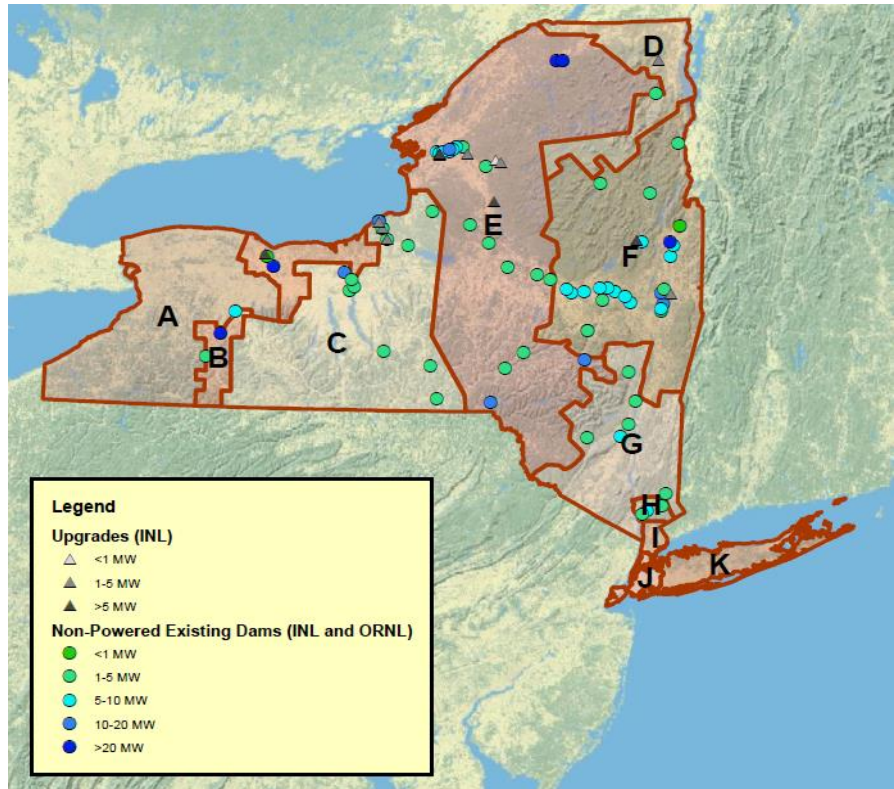 D
E
F
A
B
C
G
H
I
J
K
Legend
Upgrades (INL)
<1 MW
1-5 MW
>5 MW
Non-Powered Existing Dams (INL and ORNL)
<1 MW
1-5 MW
5-10 MW
10-20 MW
>20 MW